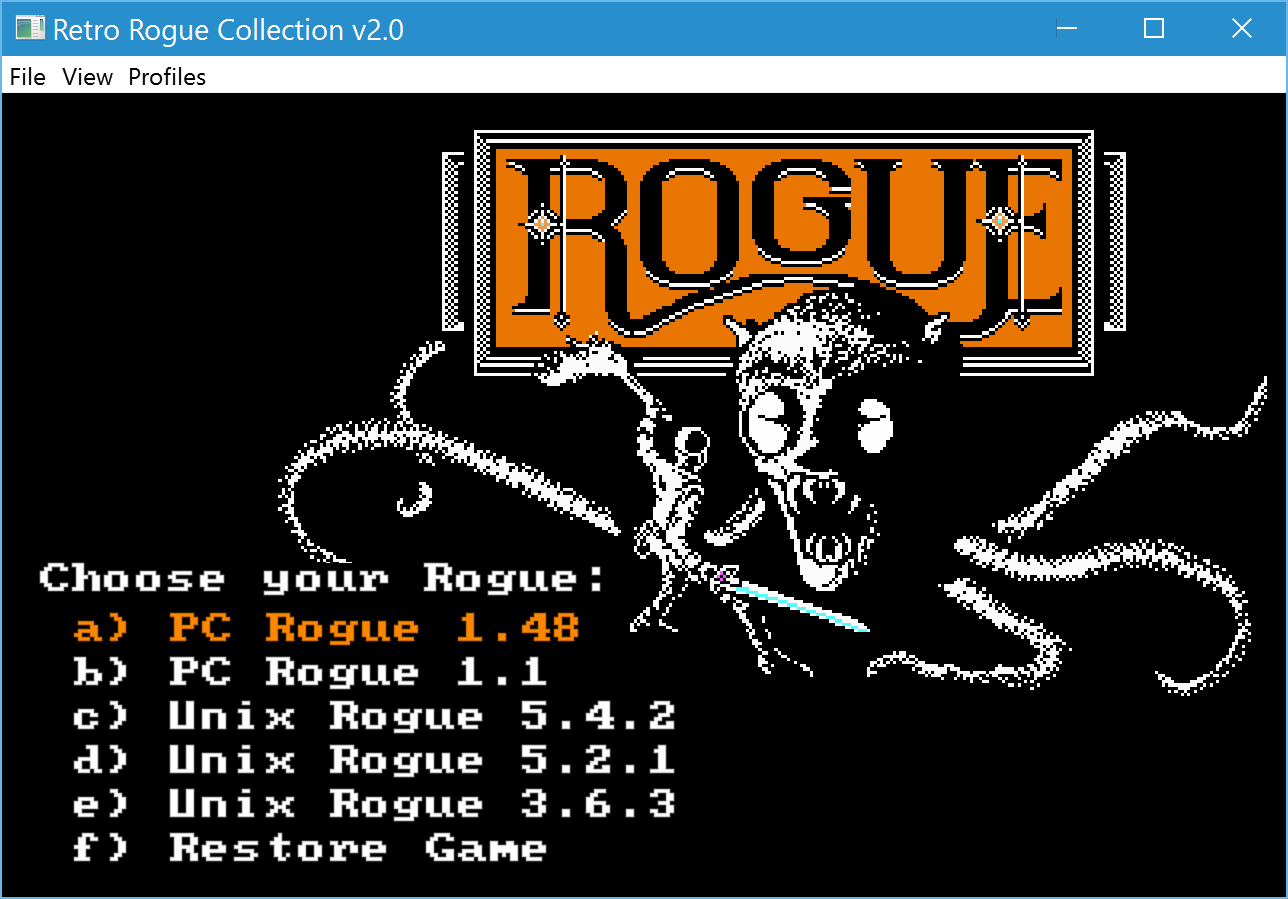 Retro Rogue Collection v2.0
File View Profiles
ROGUE
Choose your Rogue:
a) PC Rogue 1.48
b) PC Rogue 1.1
c) Unix Rogue 5.4.2
d) Unix Rogue 5.2.1
e) Unix Rogue 3.6.3
f) Restore Game